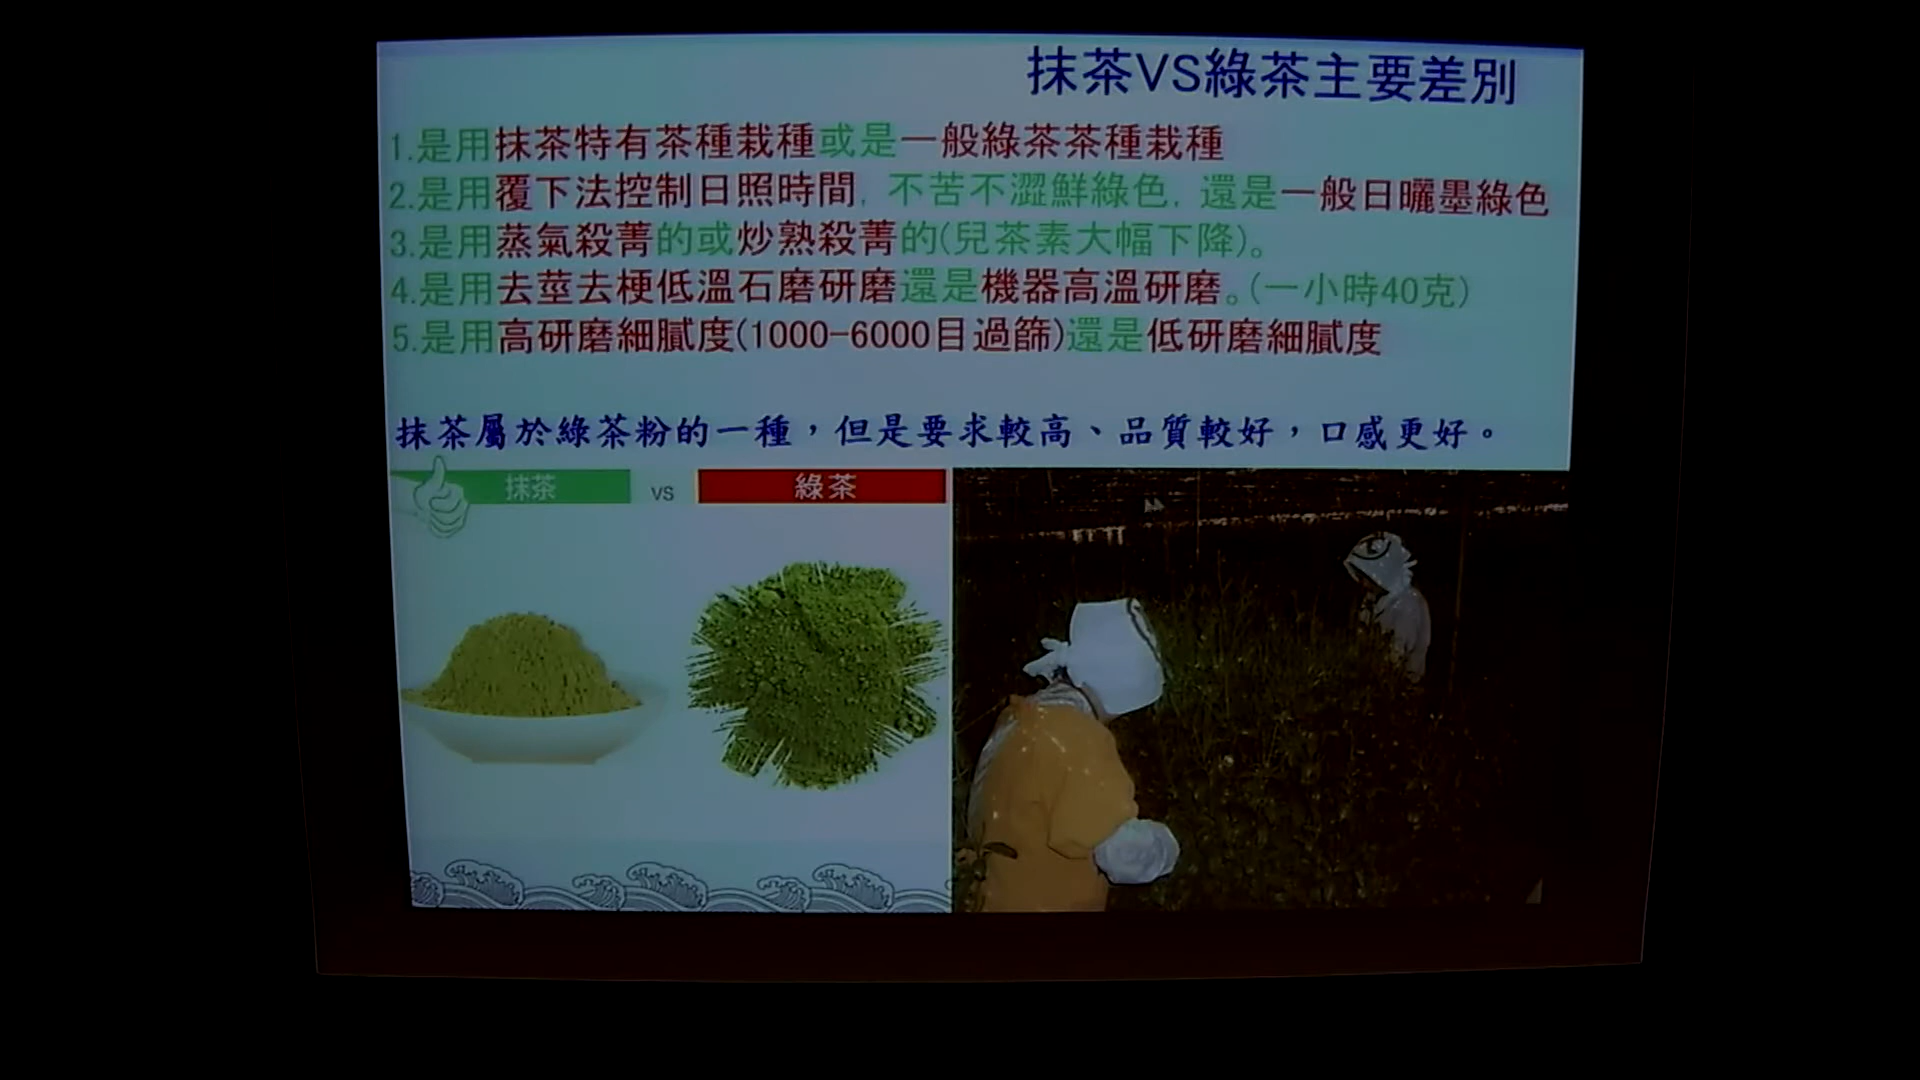 抹茶VS綠茶主要差別
1.是用抹茶特有茶種栽種或是一般綠茶茶種栽種
2.是用覆下法控制日照時間, 不苦不澀鮮綠色, 還是一般日曬墨綠色
3.是用蒸氣殺菁的或炒熟殺菁的(兒茶素大幅下降)。
4.是用去莖去梗低溫石磨研磨還是機器高溫研磨。(一小時40克)
5.是用高研磨細膩度(1000-6000目過篩)還是低研磨細膩度
抹茶屬於綠茶粉的一種，但是要求較高、品質較好，口感更好。
抹茶 vs 綠茶